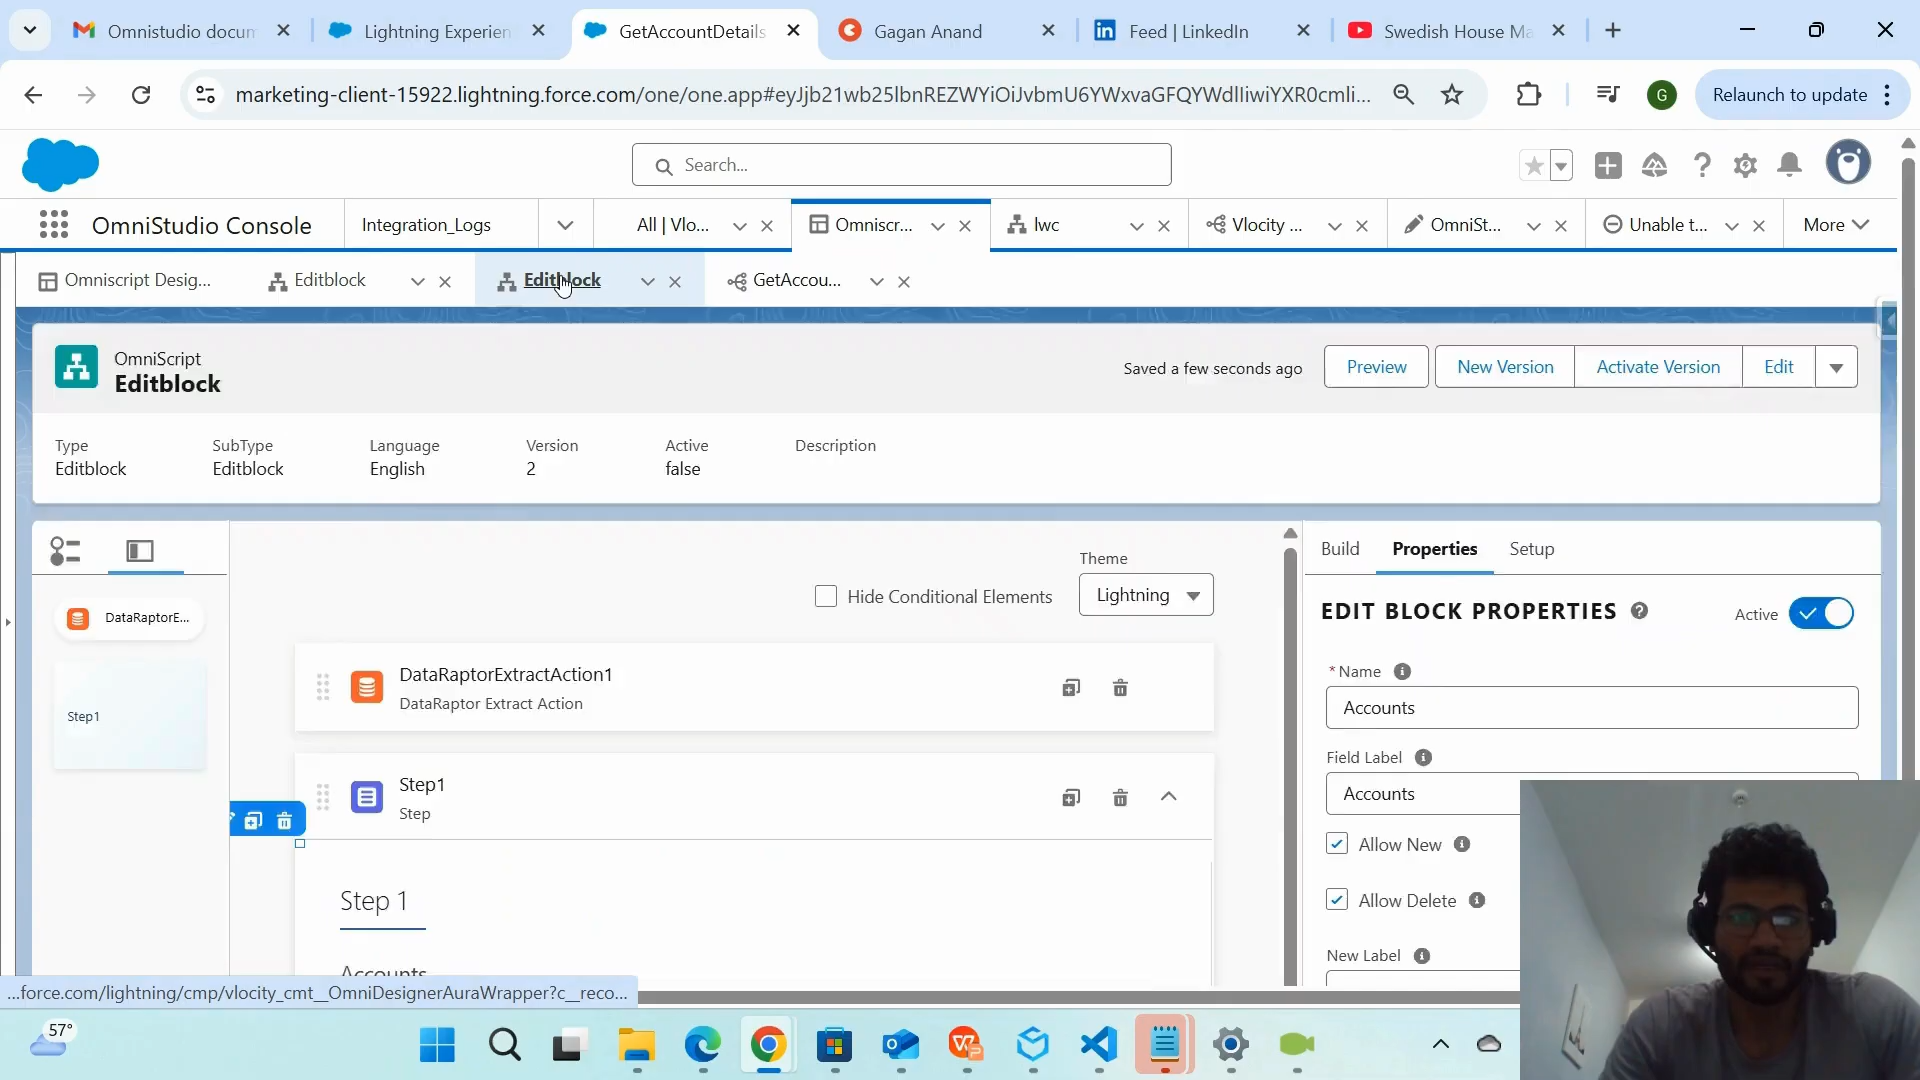 Omnistudio docum
Lightning Experien
GetAccountDetails
Gagan Anand
Feed | LinkedIn
Swedish House Ma
marketing-client-15922.lightning.force.com/one/one.app#eyJjb21wb25lbnREZWYiOiJvbmU6YWxvaGFQYWdlIiwiYXR0cmli...
G
Relaunch to update
Search...
OmniStudio Console
Integration_Logs
All | Vlo...
Omniscr...
lwc
Vlocity ...
OmniSt...
Unable t...
More
Omniscript Desig...
Editblock
Editblock
GetAccou...
OmniScript
Editblock
Saved a few seconds ago
Preview
New Version
Activate Version
Edit
Type
Editblock
SubType
Editblock
Language
English
Version
2
Active
false
Description
DataRaptorE...
Step1
Theme
Hide Conditional Elements
Lightning
DataRaptorExtractAction1
DataRaptor Extract Action
Step1
Step
Step 1
Accounts
Build
Properties
Setup
EDIT BLOCK PROPERTIES
Active
* Name
Accounts
Field Label
Accounts
Allow New
Allow Delete
New Label
...force.com/lightning/cmp/vlocity_cmt__OmniDesignerAuraWrapper?c__reco...
57°